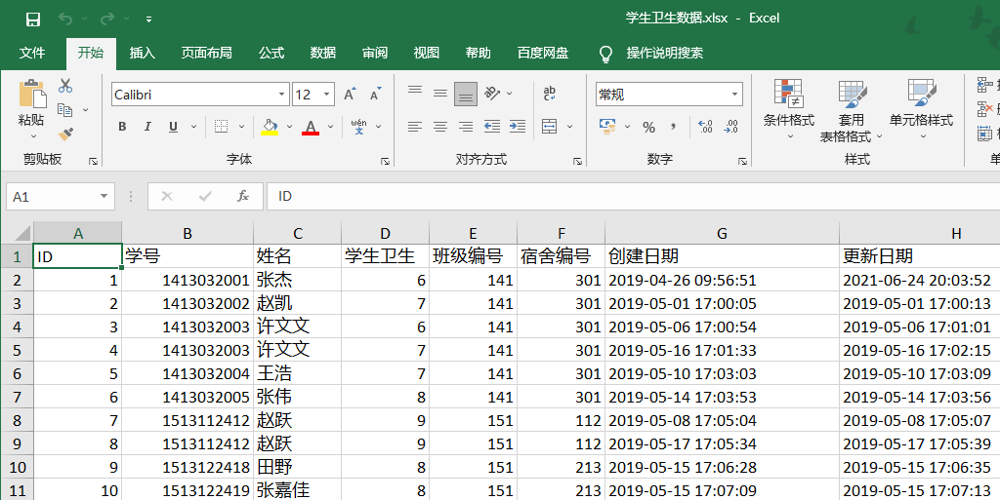 学生卫生数据.xlsx - Excel
文件 开始 插入 页面布局 公式 数据 审阅 视图 帮助 百度网盘 操作说明搜索
Calibri 12 A A ab 常规
粘贴 B I U A wén 文 % 条件格式 套用 表格格式 单元格样式
剪贴板 字体 对齐方式 数字 样式 单
A1 fx ID
A B C D E F G H
1 ID 学号 姓名 学生卫生 班级编号 宿舍编号 创建日期 更新日期
2 1 1413032001 张杰 6 141 301 2019-04-26 09:56:51 2021-06-24 20:03:52
3 2 1413032002 赵凯 7 141 301 2019-05-01 17:00:05 2019-05-01 17:00:13
4 3 1413032003 许文文 6 141 301 2019-05-06 17:00:54 2019-05-06 17:01:01
5 4 1413032003 许文文 7 141 301 2019-05-16 17:01:33 2019-05-16 17:02:15
6 5 1413032004 王浩 7 141 301 2019-05-10 17:03:03 2019-05-10 17:03:09
7 6 1413032005 张伟 8 141 301 2019-05-14 17:03:53 2019-05-14 17:03:56
8 7 1513112412 赵跃 9 151 112 2019-05-08 17:05:04 2019-05-08 17:05:07
9 8 1513112412 赵跃 9 151 112 2019-05-17 17:05:34 2019-05-17 17:05:39
10 9 1513122418 田野 8 151 213 2019-05-15 17:06:28 2019-05-15 17:06:35
11 10 1513122419 张嘉佳 8 151 213 2019-05-15 17:07:09 2019-05-15 17:07:13